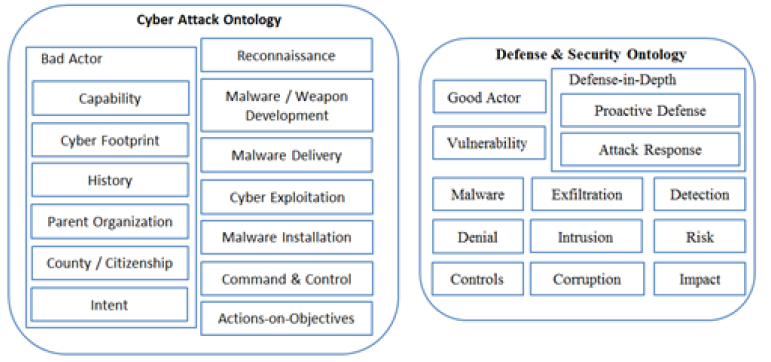 Cyber Attack Ontology
Bad Actor
Capability
Cyber Footprint
History
Parent Organization
County / Citizenship
Intent
Reconnaissance
Malware / Weapon
Development
Malware Delivery
Cyber Exploitation
Malware Installation
Command & Control
Actions-on-Objectives
Defense & Security Ontology
Good Actor
Vulnerability
Defense-in-Depth
Proactive Defense
Attack Response
Malware
Exfiltration
Detection
Denial
Intrusion
Risk
Controls
Corruption
Impact